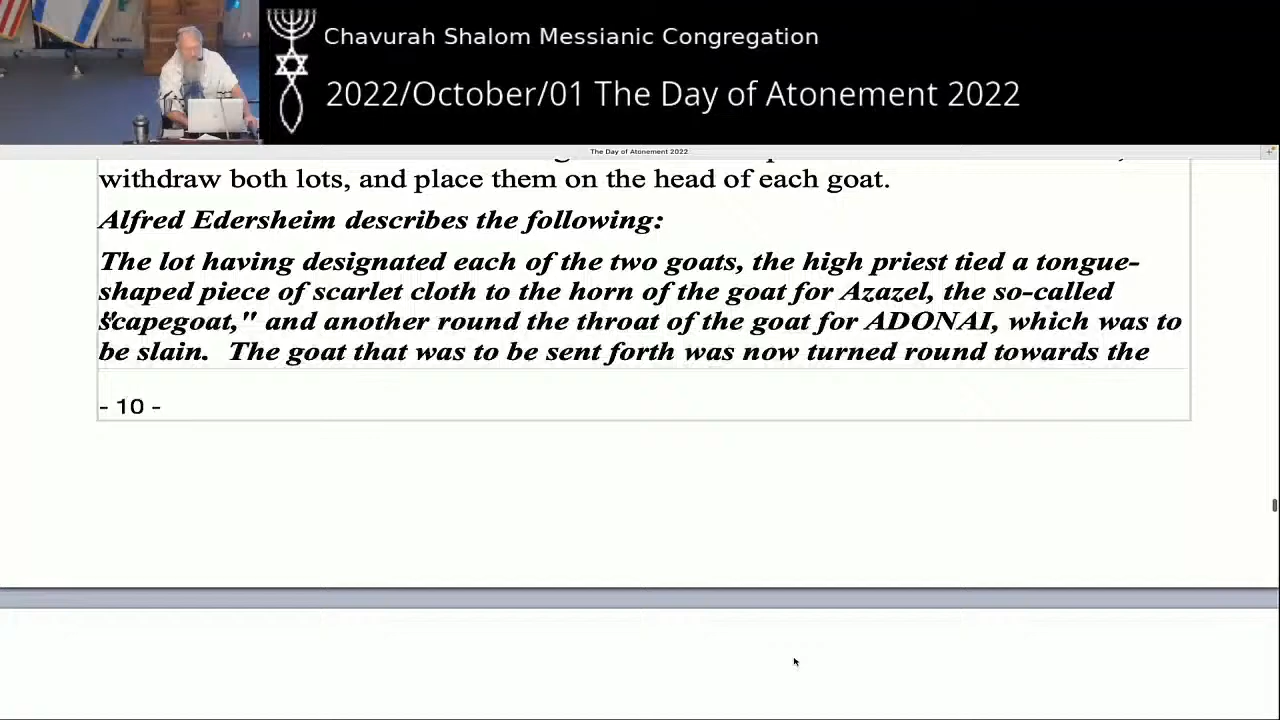 Chavurah Shalom Messianic Congregation
2022/October/01 The Day of Atonement 2022
The Day of Atonement 2022
withdraw both lots, and place them on the head of each goat.
Alfred Edersheim describes the following:
The lot having designated each of the two goats, the high priest tied a tongue-
shaped piece of scarlet cloth to the horn of the goat for Azazel, the so-called
"scapegoat," and another round the throat of the goat for ADONAI, which was to
be slain.  The goat that was to be sent forth was now turned round towards the
- 10 -